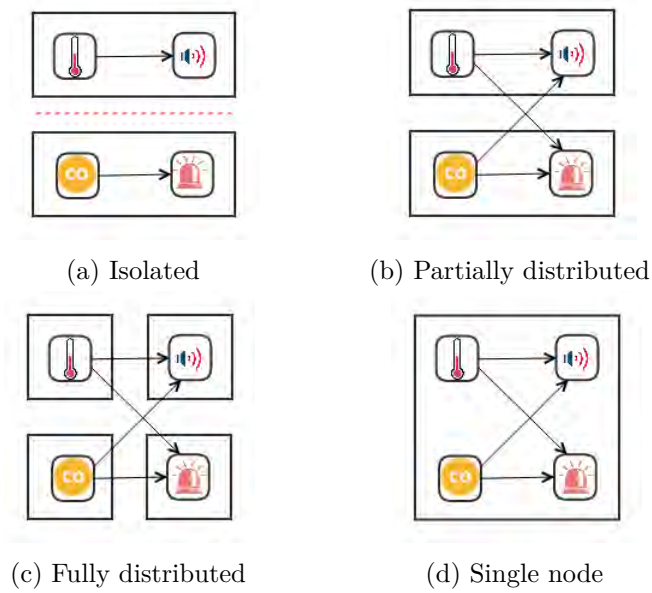 CO
CO
(a) Isolated
(b) Partially distributed
CO
CO
(c) Fully distributed
(d) Single node